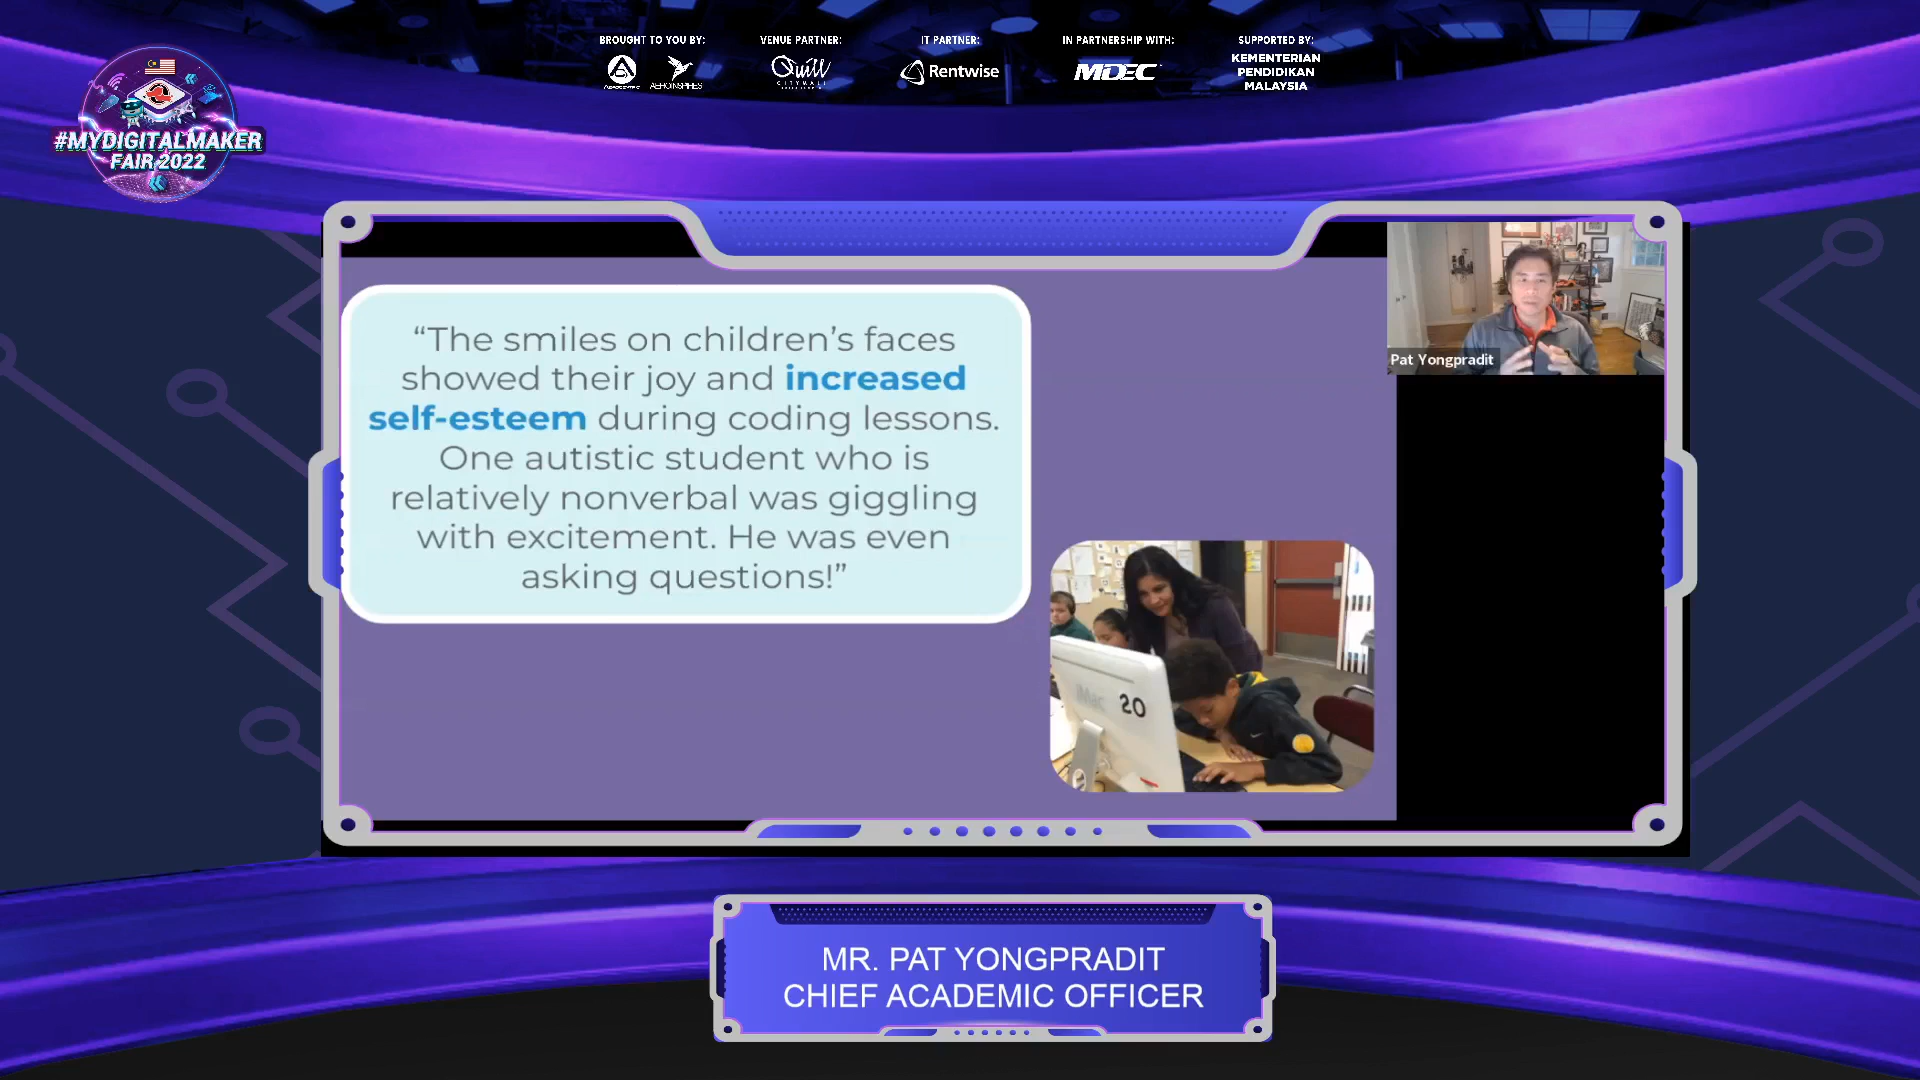 BROUGHT TO YOU BY:
VENUE PARTNER:
IT PARTNER:
IN PARTNERSHIP WITH:
SUPPORTED BY:
AEROINSPIRES
Quill
CITYMALL
Rentwise
MDEC
KEMENTERIAN
PENDIDIKAN
MALAYSIA
#MYDIGITALMAKER
FAIR 2022
Pat Yongpradit
“The smiles on children’s faces
showed their joy and increased
self-esteem during coding lessons.
One autistic student who is
relatively nonverbal was giggling
with excitement. He was even
asking questions!”
iMac
20
MR. PAT YONGPRADIT
CHIEF ACADEMIC OFFICER